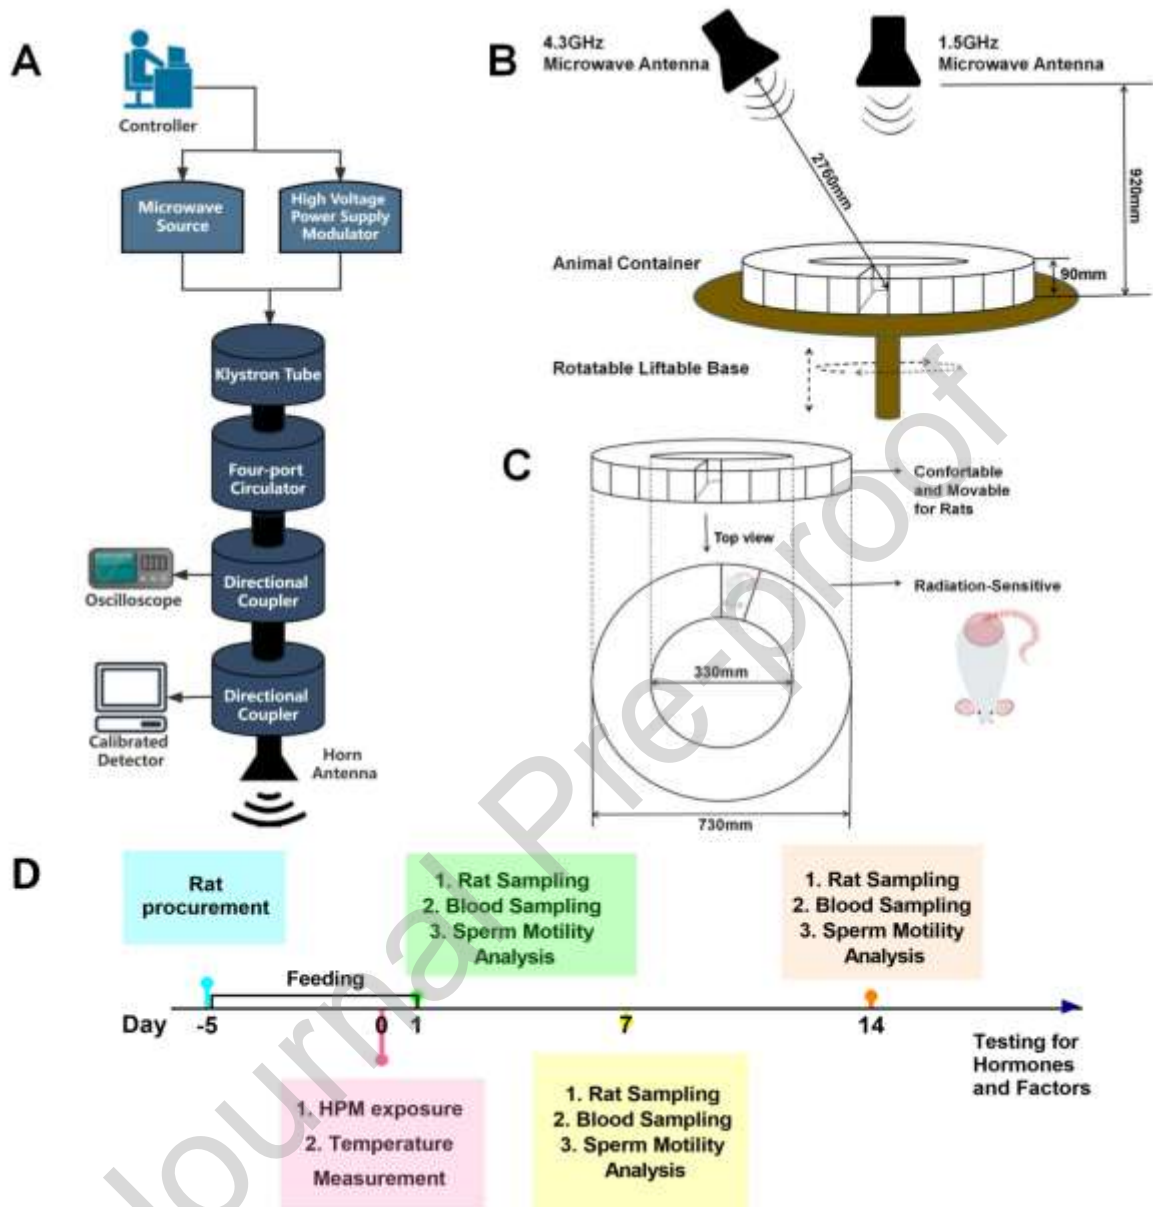 A
Controller
Microwave
Source
High Voltage
Power Supply
Modulator
Klystron Tube
Four-port
Circulator
Directional
Coupler
Oscilloscope
Directional
Coupler
Calibrated
Detector
Horn
Antenna
B
4.3GHz
Microwave Antenna
1.5GHz
Microwave Antenna
2760mm
920mm
Animal Container
90mm
Rotatable Liftable Base
C
Confortable
and Movable
for Rats
Top view
Radiation-Sensitive
330mm
730mm
D
Rat
procurement
1. Rat Sampling
2. Blood Sampling
3. Sperm Motility
Analysis
1. Rat Sampling
2. Blood Sampling
3. Sperm Motility
Analysis
Feeding
Day -5 0 1 7 14
Testing for
Hormones
and Factors
1. HPM exposure
2. Temperature
Measurement
1. Rat Sampling
2. Blood Sampling
3. Sperm Motility
Analysis
Journal Pre-proof